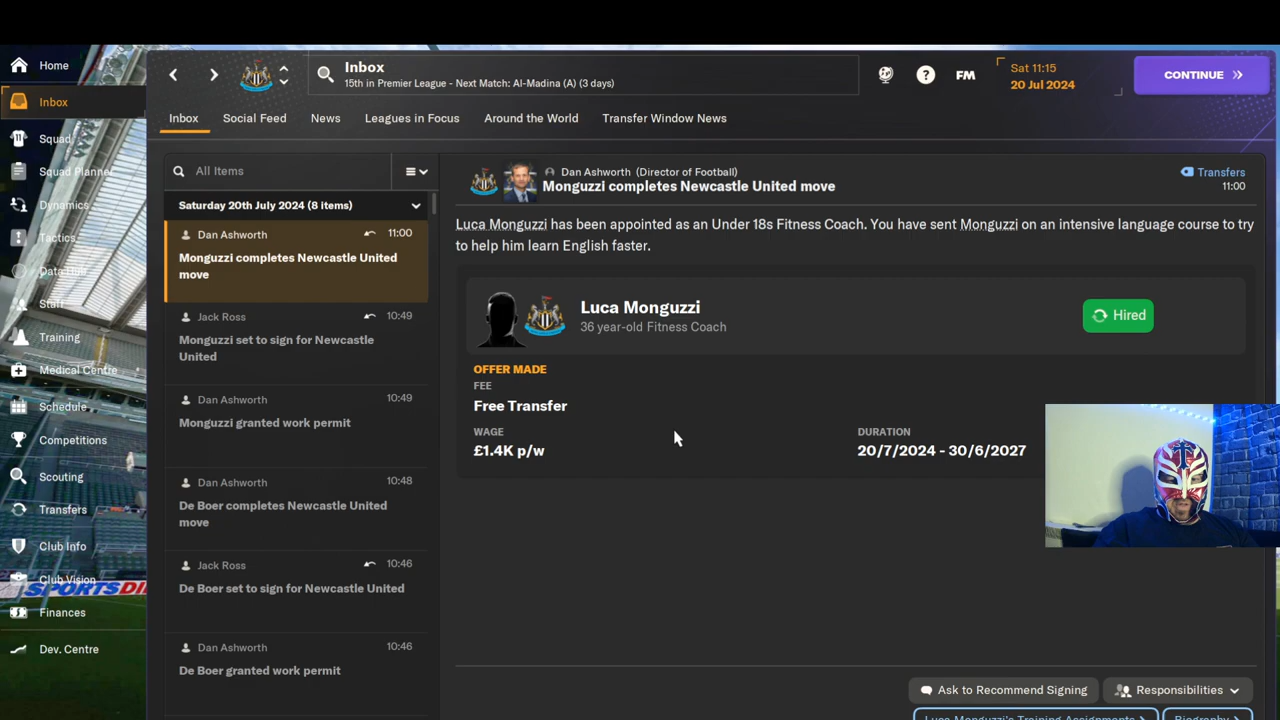 Home
Inbox
Squad
Squad Planner
Dynamics
Tactics
Data Hub
Staff
Training
Medical Centre
Schedule
Competitions
Scouting
Transfers
Club Info
Club Vision
Finances
Dev. Centre
SPORTSDI
Inbox
15th in Premier League - Next Match: Al-Madina (A) (3 days)
FM
Sat 11:15
20 Jul 2024
CONTINUE
Inbox Social Feed News Leagues in Focus Around the World Transfer Window News
All Items
Saturday 20th July 2024 (8 items)
Dan Ashworth 11:00
Monguzzi completes Newcastle United
move
Jack Ross 10:49
Monguzzi set to sign for Newcastle
United
Dan Ashworth 10:49
Monguzzi granted work permit
Dan Ashworth 10:48
De Boer completes Newcastle United
move
Jack Ross 10:46
De Boer set to sign for Newcastle United
Dan Ashworth 10:46
De Boer granted work permit
Dan Ashworth (Director of Football)
Monguzzi completes Newcastle United move
Transfers
11:00
Luca Monguzzi has been appointed as an Under 18s Fitness Coach. You have sent Monguzzi on an intensive language course to try
to help him learn English faster.
Luca Monguzzi
36 year-old Fitness Coach
Hired
OFFER MADE
FEE
Free Transfer
WAGE
£1.4K p/w
DURATION
20/7/2024 - 30/6/2027
Ask to Recommend Signing
Responsibilities
Luca Monguzzi's Training Assignments
Biography